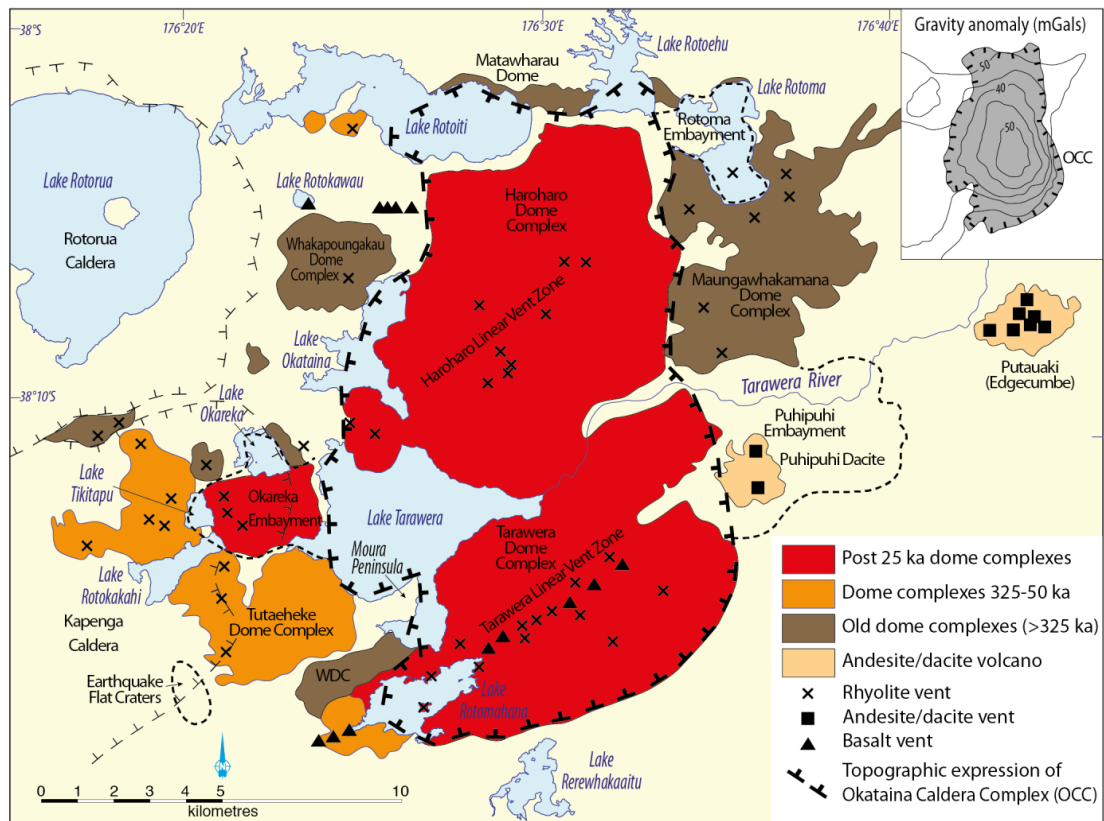 176°20'E
176°30'E
176°40'E
38°S
Gravity anomaly (mGals)
50
40
50
OCC
Lake Rotoehu
Matawharau
Dome
Lake Rotoma
Lake Rotoiti
Rotoma
Embayment
Lake Rotorua
Lake Rotokawau
Haroharo
Dome
Complex
Rotorua
Caldera
Whakapoungakau
Dome
Complex
Maungawhakamana
Dome
Complex
Haroharo Linear Vent Zone
Lake
Okataina
Putauaki
(Edgecumbe)
Tarawera River
38°10'S
Lake
Okareka
Puhipuhi
Embayment
Puhipuhi Dacite
Lake
Tikitapu
Okareka
Embayment
Lake Tarawera
Tarawera
Dome
Complex
Moura
Peninsula
Tarawera Linear Vent Zone
Lake
Rotokakahi
Kapenga
Caldera
Tutaeheke
Dome Complex
WDC
Earthquake
Flat Craters
Lake
Rotomahana
Lake
Rerewhakaaitu
N
0 1 2 3 4 5 10
kilometres
Post 25 ka dome complexes
Dome complexes 325-50 ka
Old dome complexes (>325 ka)
Andesite/dacite volcano
Rhyolite vent
Andesite/dacite vent
Basalt vent
Topographic expression of
Okataina Caldera Complex (OCC)